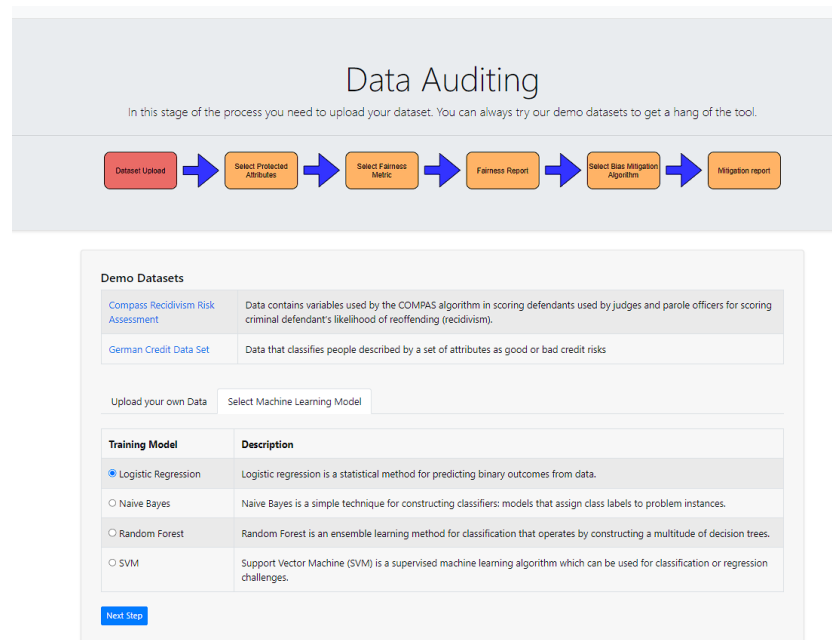 Data Auditing
In this stage of the process you need to upload your dataset. You can always try our demo datasets to get a hang of the tool.
Dataset Upload
Select Protected
Attributes
Select Fairness
Metric
Fairness Report
Select Bias Mitigation
Algorithm
Mitigation report
Demo Datasets
Compass Recidivism Risk
Assessment
Data contains variables used by the COMPAS algorithm in scoring defendants used by judges and parole officers for scoring
criminal defendant's likelihood of reoffending (recidivism).
German Credit Data Set
Data that classifies people described by a set of attributes as good or bad credit risks
Upload your own Data
Select Machine Learning Model
Training Model
Description
Logistic Regression
Logistic regression is a statistical method for predicting binary outcomes from data.
Naive Bayes
Naive Bayes is a simple technique for constructing classifiers: models that assign class labels to problem instances.
Random Forest
Random Forest is an ensemble learning method for classification that operates by constructing a multitude of decision trees.
SVM
Support Vector Machine (SVM) is a supervised machine learning algorithm which can be used for classification or regression
challenges.
Next Step